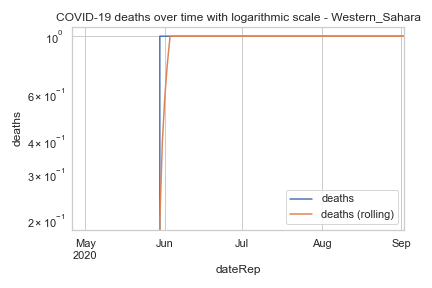 COVID-19 deaths over time with logarithmic scale - Western_Sahara
10⁰
6 × 10⁻¹
4 × 10⁻¹
3 × 10⁻¹
2 × 10⁻¹
deaths
deaths
deaths (rolling)
May
2020
Jun
Jul
Aug
Sep
dateRep